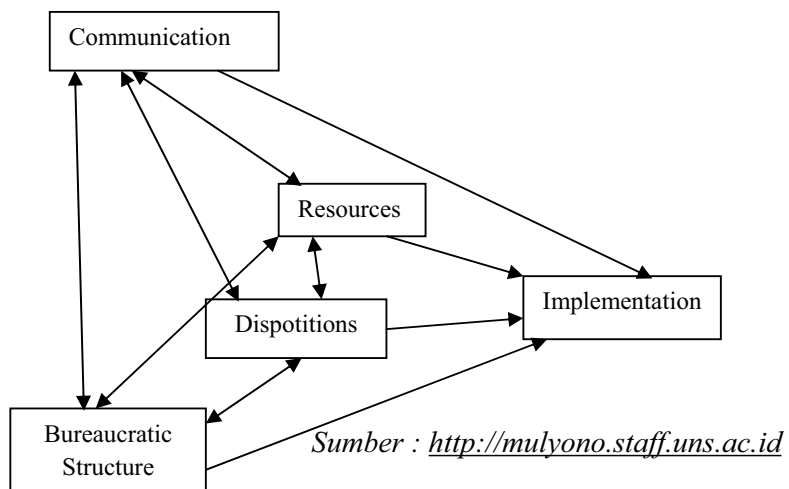 Communication
Resources
Implementation
Dispotitions
Bureaucratic
Structure
Sumber : http://mulyono.staff.uns.ac.id